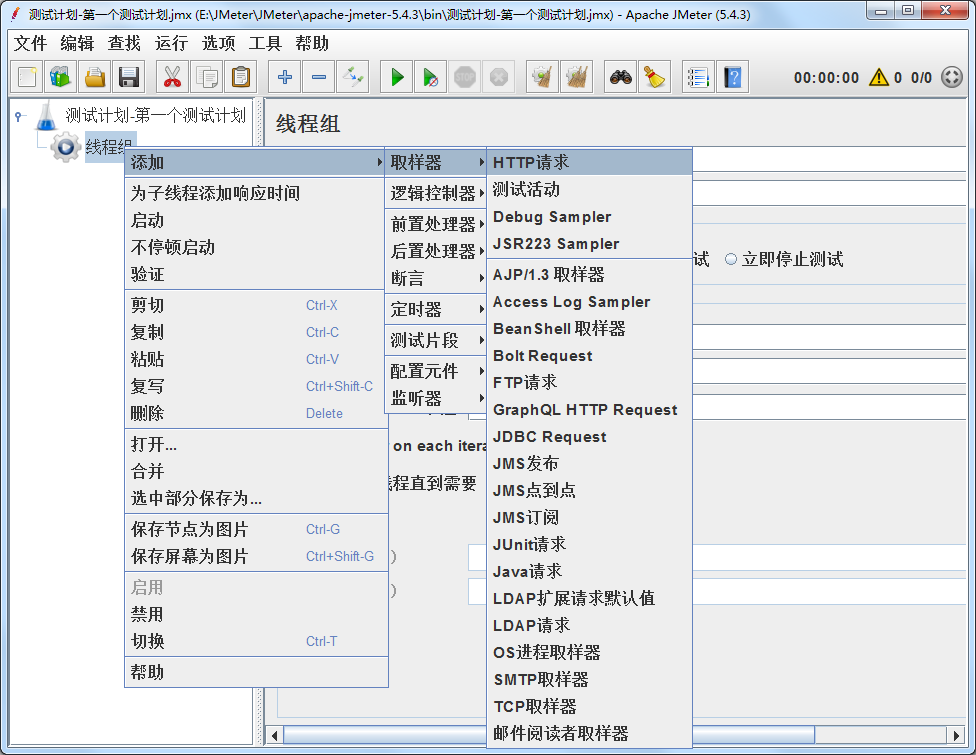 测试计划-第一个测试计划.jmx (E:\JMeter\JMeter\apache-jmeter-5.4.3\bin\测试计划-第一个测试计划.jmx) - Apache JMeter (5.4.3)
文件 编辑 查找 运行 选项 工具 帮助
STOP 00:00:00 0 0/0
测试计划-第一个测试计划
线程组
线程组
添加
为子线程添加响应时间
启动
不停顿启动
验证
剪切 Ctrl-X
复制 Ctrl-C
粘贴 Ctrl-V
复写 Ctrl+Shift-C
删除 Delete
打开...
合并
选中部分保存为...
保存节点为图片 Ctrl-G
保存屏幕为图片 Ctrl+Shift-G
启用
禁用
切换 Ctrl-T
帮助
取样器
逻辑控制器
前置处理器
后置处理器
断言
定时器
测试片段
配置元件
监听器
HTTP请求
测试活动
Debug Sampler
JSR223 Sampler
AJP/1.3 取样器
Access Log Sampler
BeanShell 取样器
Bolt Request
FTP请求
GraphQL HTTP Request
JDBC Request
JMS发布
JMS点到点
JMS订阅
JUnit请求
Java请求
LDAP扩展请求默认值
LDAP请求
OS进程取样器
SMTP取样器
TCP取样器
邮件阅读者取样器
试 立即停止测试
on each itera
程直到需要
)
)